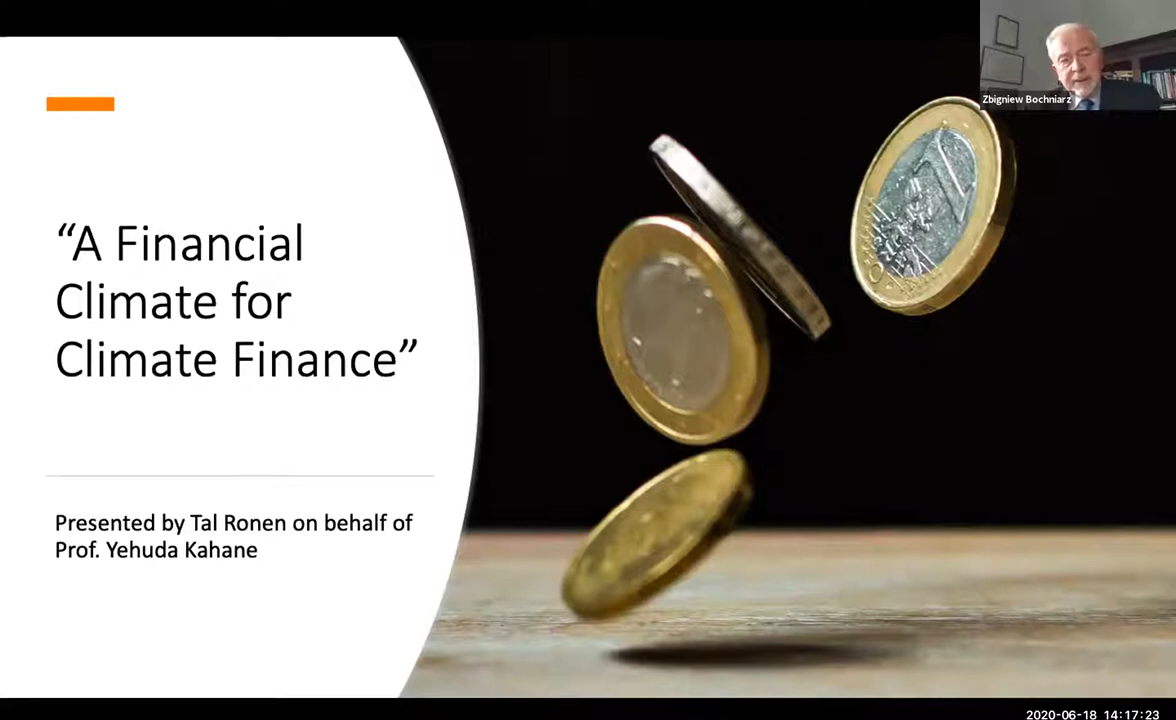 Zbigniew Bochniarz
“A Financial
Climate for
Climate Finance”
Presented by Tal Ronen on behalf of
Prof. Yehuda Kahane
2020-06-18 14:17:23